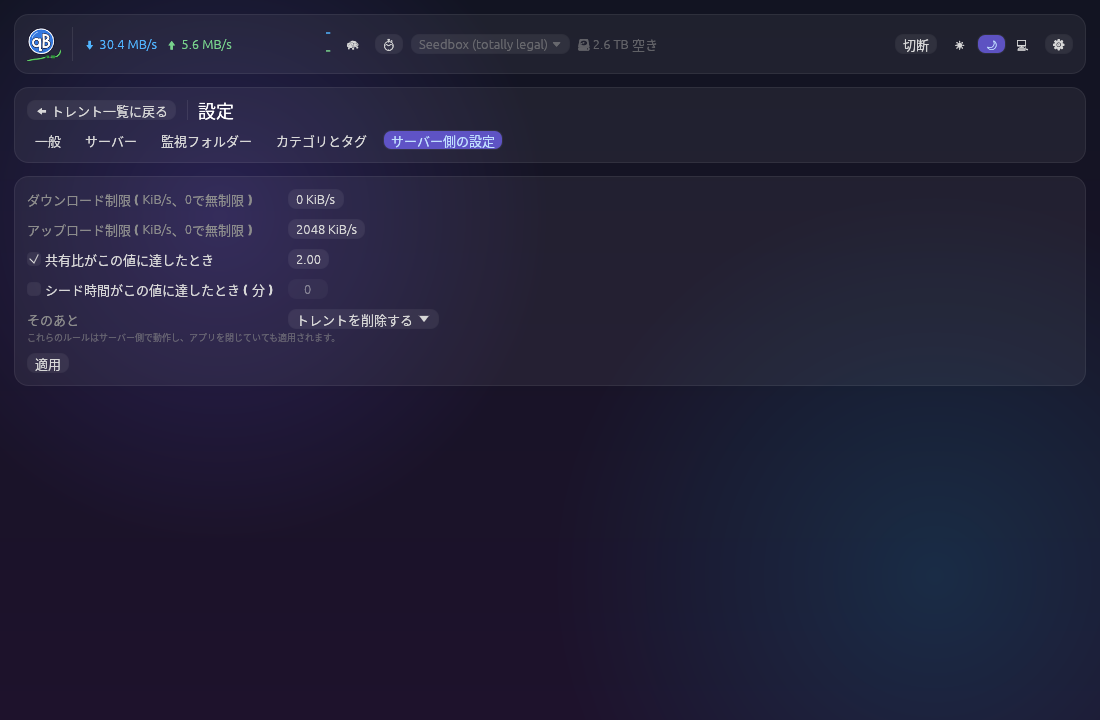 qB
30.4 MB/s 5.6 MB/s - - Seedbox (totally legal) 2.6 TB 空き 切断
トレント一覧に戻る 設定
一般 サーバー 監視フォルダー カテゴリとタグ サーバー側の設定
ダウンロード制限 ( KiB/s、0で無制限 ) 0 KiB/s
アップロード制限 ( KiB/s、0で無制限 ) 2048 KiB/s
共有比がこの値に達したとき 2.00
シード時間がこの値に達したとき ( 分 ) 0
そのあと トレントを削除する
これらのルールはサーバー側で動作し、アプリを閉じていても適用されます。
適用